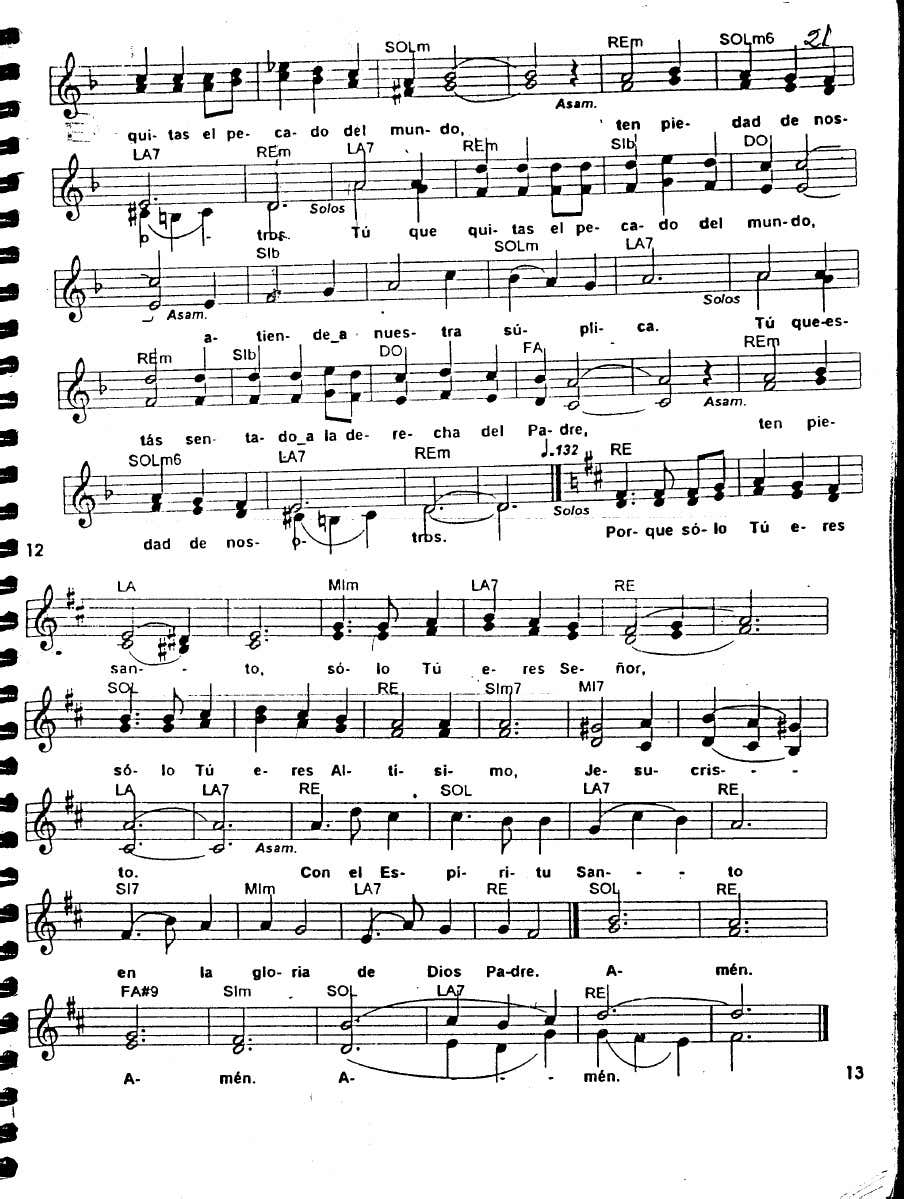 SOLm REm SOLm6 21
Asam.
qui- tas el pe- ca- do del mun- do, ten pie- dad de nos-
LA7 REm LA7 REm SIb DO
Solos
o - tros. Tú que qui- tas el pe- ca- do del mun-do,
SIb SOLm LA7
Asam. Solos
a- tien- de_a nues- tra sú- pli- ca. Tú que-es-
REm SIb DO FA REm
Asam.
tás sen- ta- do_a la de- re- cha del Pa- dre, ten pie-
SOLm6 LA7 REm ♩.132 RE
Solos
dad de nos- o- tros. Por- que só- lo Tú e- res
12
LA MIm LA7 RE
san- - to, só- lo Tú e- res Se- ñor,
SOL RE SIm7 MI7
só- lo Tú e- res Al- tí- si- mo, Je- su- cris- - -
LA LA7 RE SOL LA7 RE
Asam.
to. Con el Es- pí- ri- tu San- - - to
SI7 MIm LA7 RE SOL RE
en la glo- ria de Dios Pa-dre. A- mén.
FA#9 SIm SOL LA7 RE
A- mén. A- - - - mén.
13